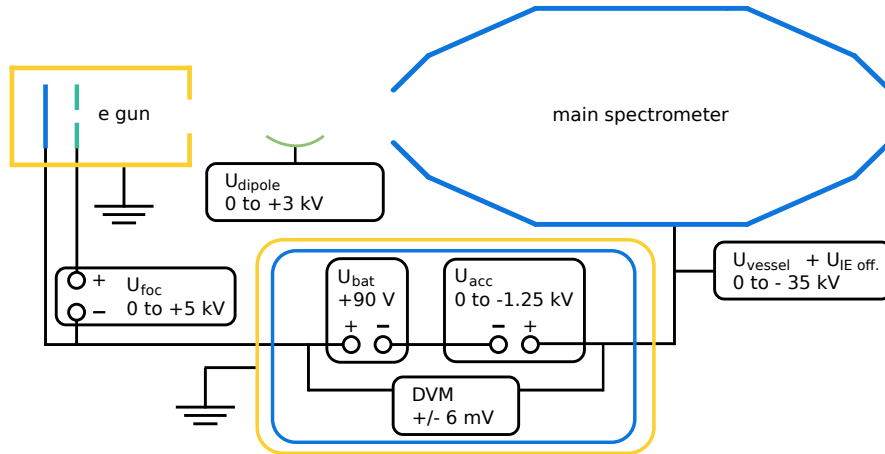 e gun
main spectrometer
U_dipole
0 to +3 kV
U_vessel + U_IE off.
0 to - 35 kV
+
U_foc
0 to +5 kV
−
U_bat
+90 V
+ −
U_acc
0 to -1.25 kV
− +
DVM
+/- 6 mV